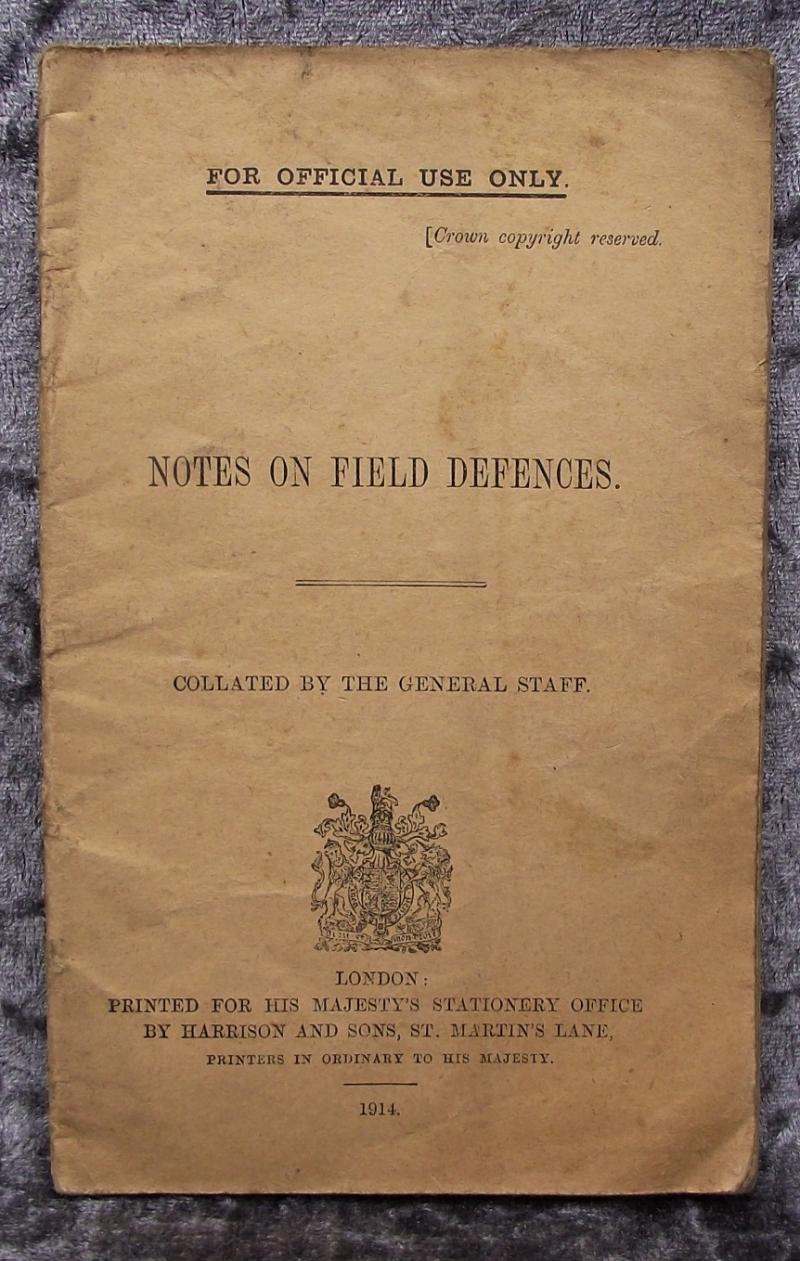 FOR OFFICIAL USE ONLY.
[Crown copyright reserved.
NOTES ON FIELD DEFENCES.
COLLATED BY THE GENERAL STAFF.
LONDON:
PRINTED FOR HIS MAJESTY'S STATIONERY OFFICE
BY HARRISON AND SONS, ST. MARTIN'S LANE,
PRINTERS IN ORDINARY TO HIS MAJESTY.
1914.